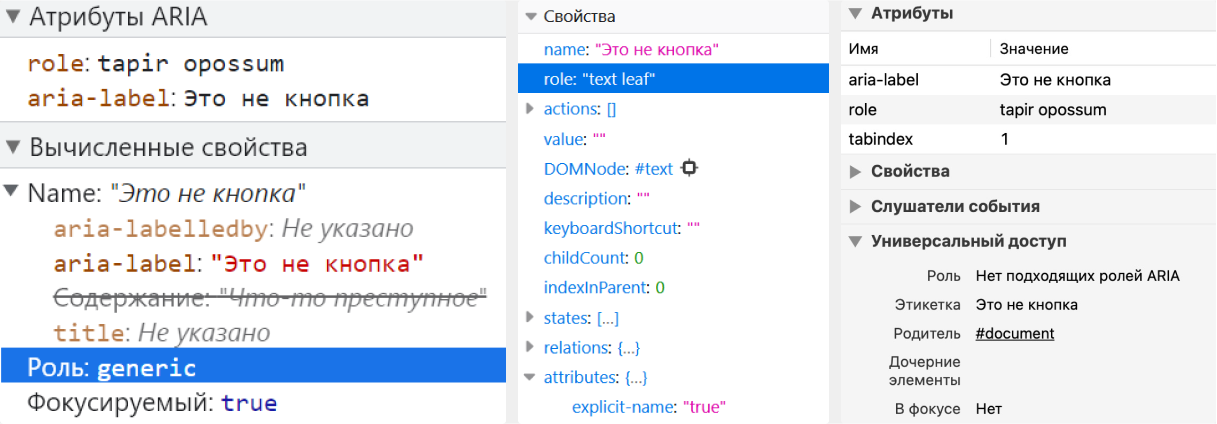 Атрибуты ARIA
role: tapir opossum
aria-label: Это не кнопка
Вычисленные свойства
Name: "Это не кнопка"
aria-labelledby: Не указано
aria-label: "Это не кнопка"
Содержание: "Что-то преступное"
title: Не указано
Роль: generic
Фокусируемый: true
Свойства
name: "Это не кнопка"
role: "text leaf"
actions: []
value: ""
DOMNode: #text
description: ""
keyboardShortcut: ""
childCount: 0
indexInParent: 0
states: [...]
relations: {...}
attributes: {...}
explicit-name: "true"
Атрибуты
Имя Значение
aria-label Это не кнопка
role tapir opossum
tabindex 1
Свойства
Слушатели события
Универсальный доступ
Роль Нет подходящих ролей ARIA
Этикетка Это не кнопка
Родитель #document
Дочерние
элементы
В фокусе Нет